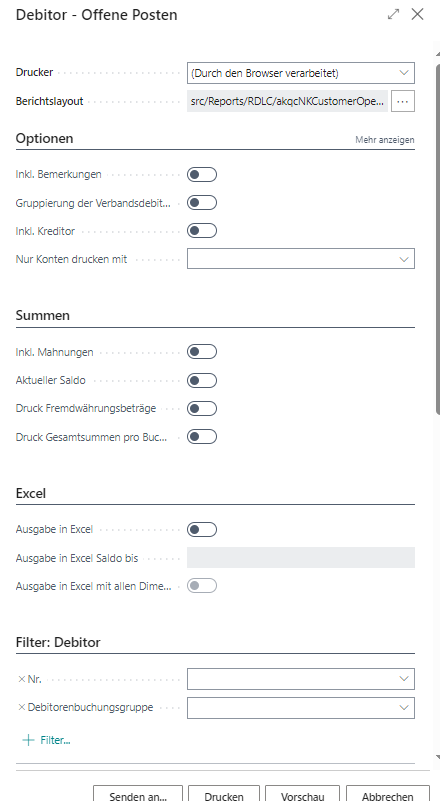 Debitor - Offene Posten
Drucker (Durch den Browser verarbeitet)
Berichtslayout src/Reports/RDLC/akqcNKCustomerOpe... ...
Optionen Mehr anzeigen
Inkl. Bemerkungen
Gruppierung der Verbandsdebit...
Inkl. Kreditor
Nur Konten drucken mit
Summen
Inkl. Mahnungen
Aktueller Saldo
Druck Fremdwährungsbeträge
Druck Gesamtsummen pro Buc...
Excel
Ausgabe in Excel
Ausgabe in Excel Saldo bis
Ausgabe in Excel mit allen Dime...
Filter: Debitor
Nr.
Debitorenbuchungsgruppe
Filter...
Senden an... Drucken Vorschau Abbrechen